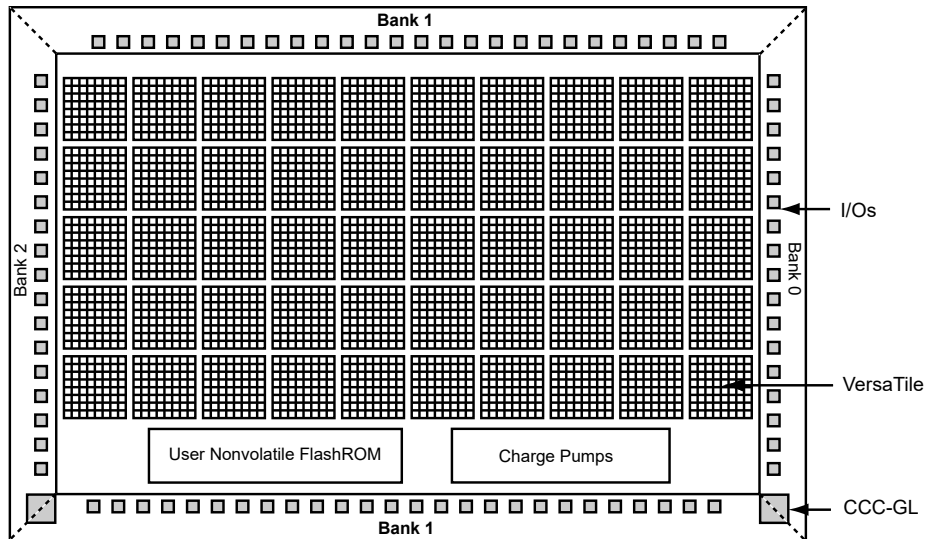 Bank 1
I/Os
Bank 2
Bank 0
VersaTile
User Nonvolatile FlashROM
Charge Pumps
CCC-GL
Bank 1